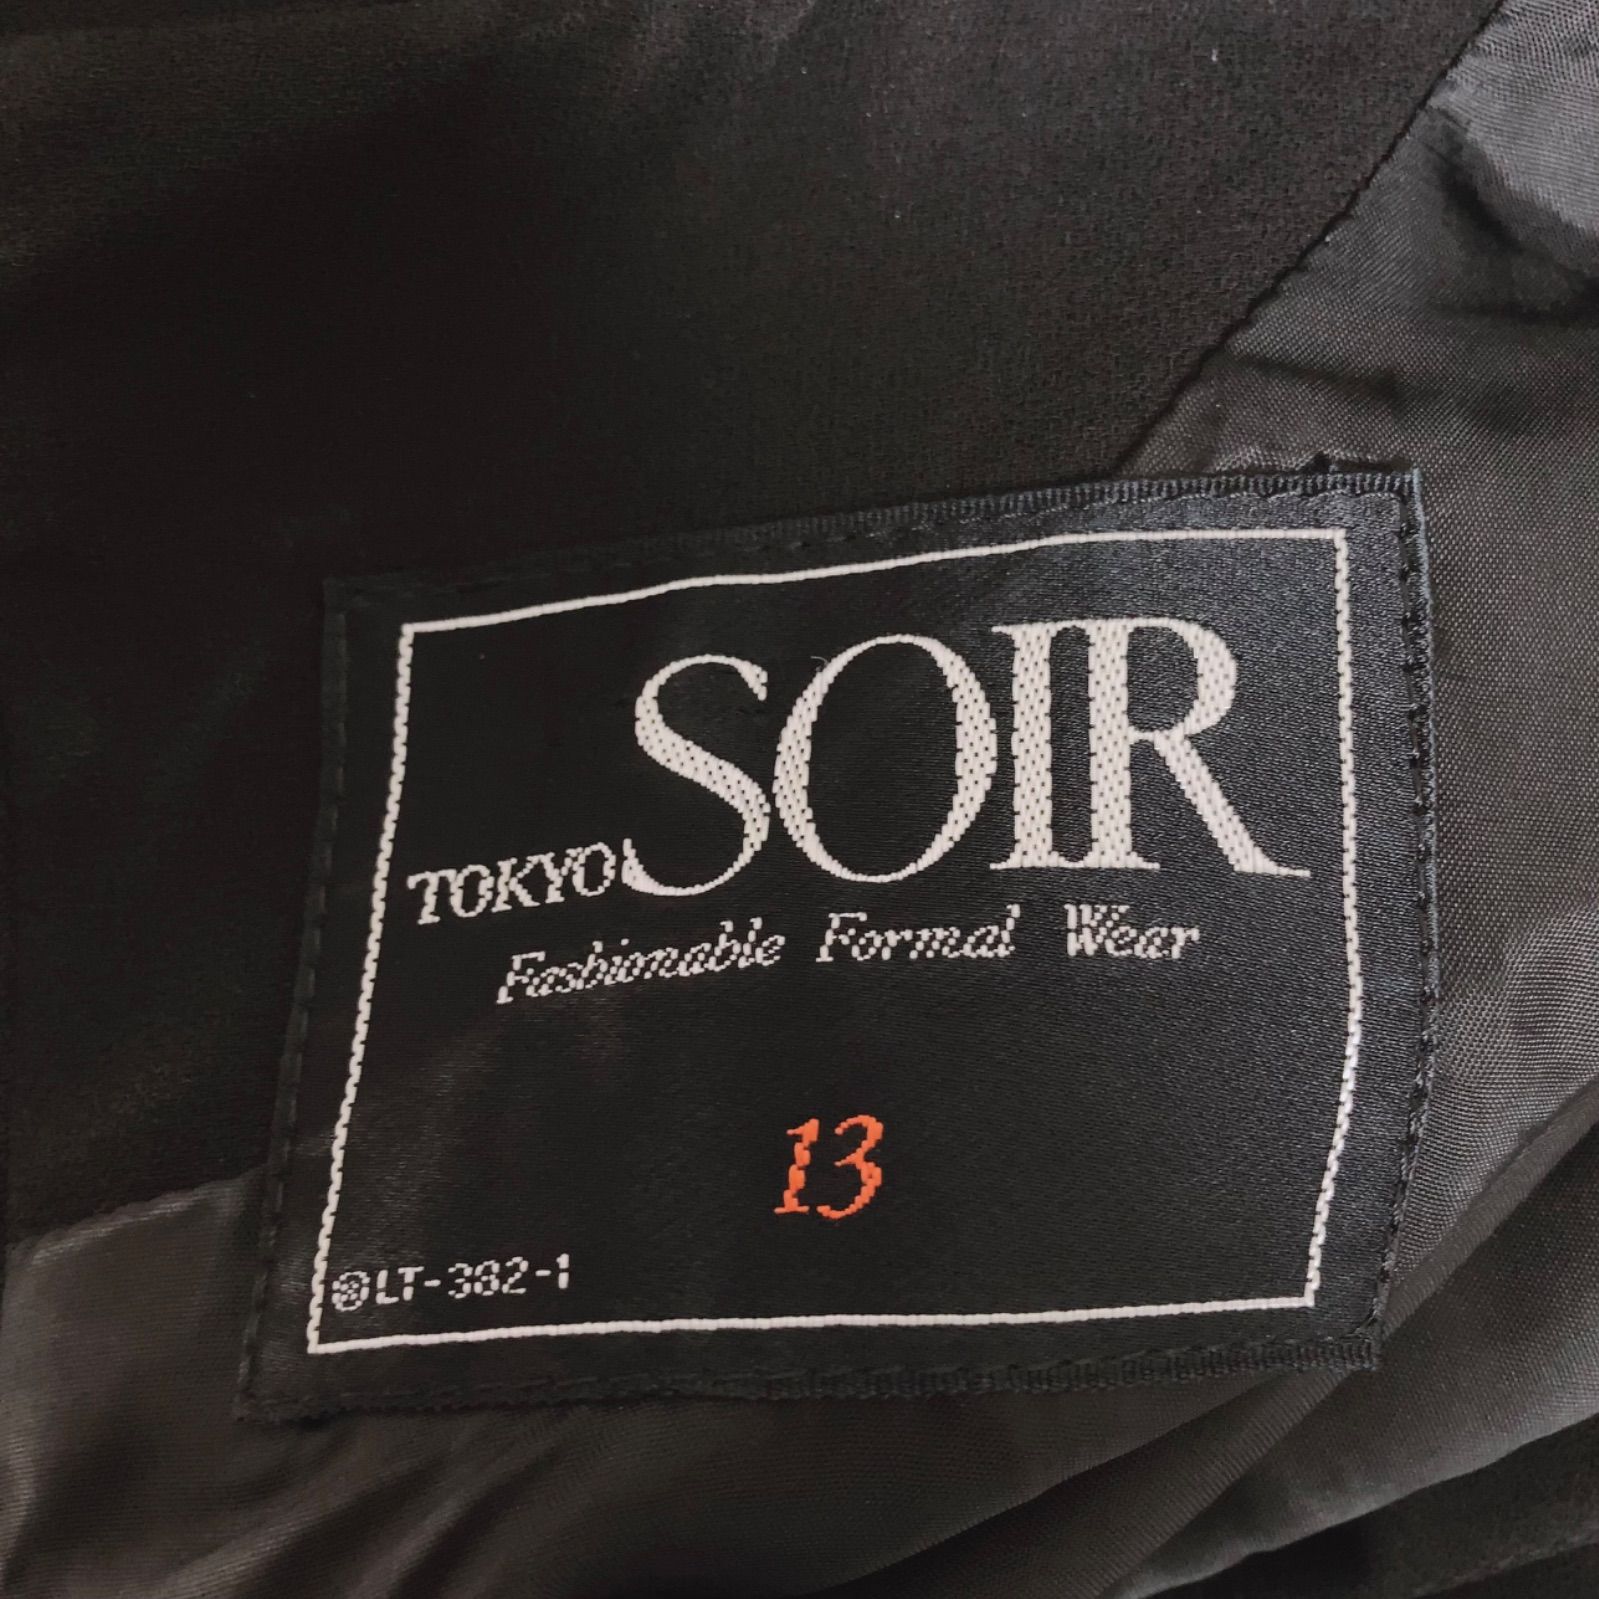 TOKYO SOIR
Fashionable Formal Wear
13
LT-382-1